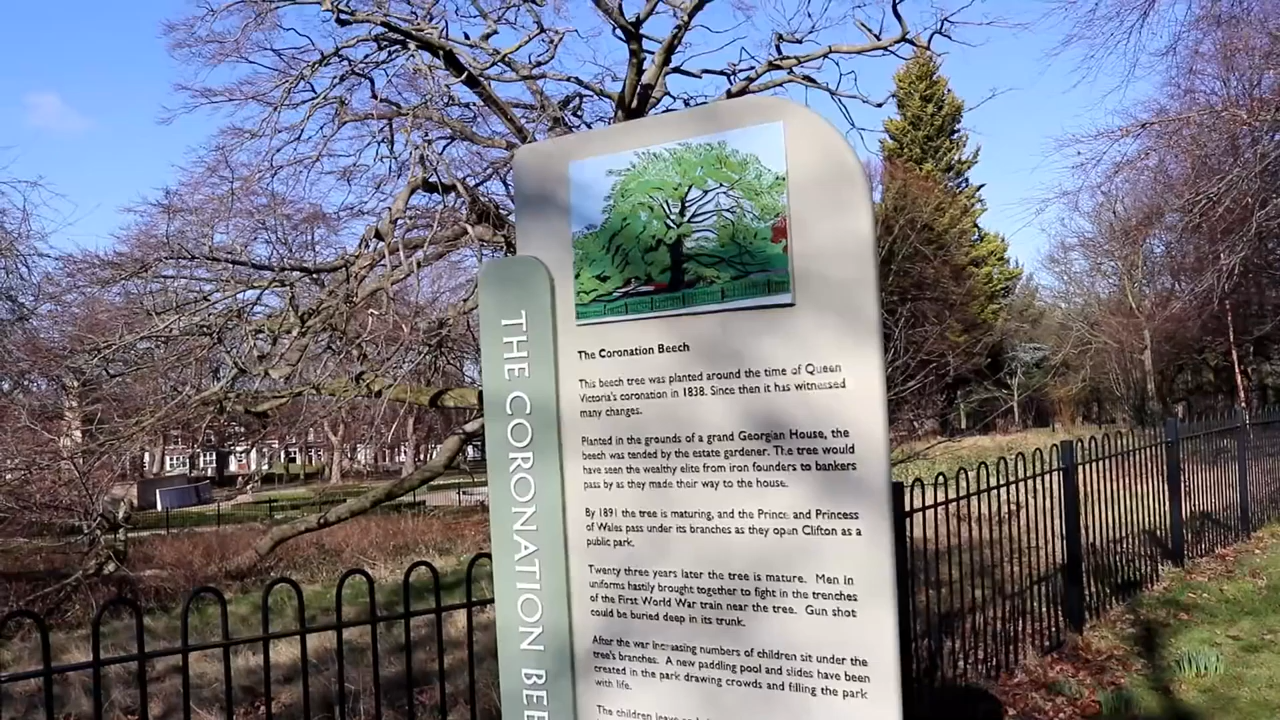 THE CORONATION BEE
The Coronation Beech
This beech tree was planted around the time of Queen
Victoria's coronation in 1838. Since then it has witnessed
many changes.
Planted in the grounds of a grand Georgian House, the
beech was tended by the estate gardener. The tree would
have seen the wealthy elite from iron founders to bankers
pass by as they made their way to the house.
By 1891 the tree is maturing, and the Prince and Princess
of Wales pass under its branches as they open Clifton as a
public park.
Twenty three years later the tree is mature. Men in
uniforms hastily brought together to fight in the trenches
of the First World War train near the tree. Gun shot
could be buried deep in its trunk.
After the war increasing numbers of children sit under the
tree's branches. A new paddling pool and slides have been
created in the park drawing crowds and filling the park
with life.
The children leave